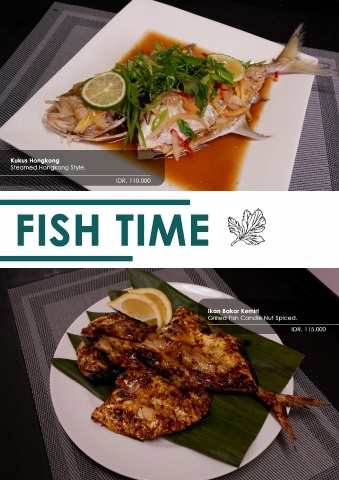 Kukus Hongkong
Steamed Hongkong Style.
IDR. 110.000
FISH TIME
Ikan Bakar Kemiri
Grilled Fish Candle Nut Spiced.
IDR. 115.000